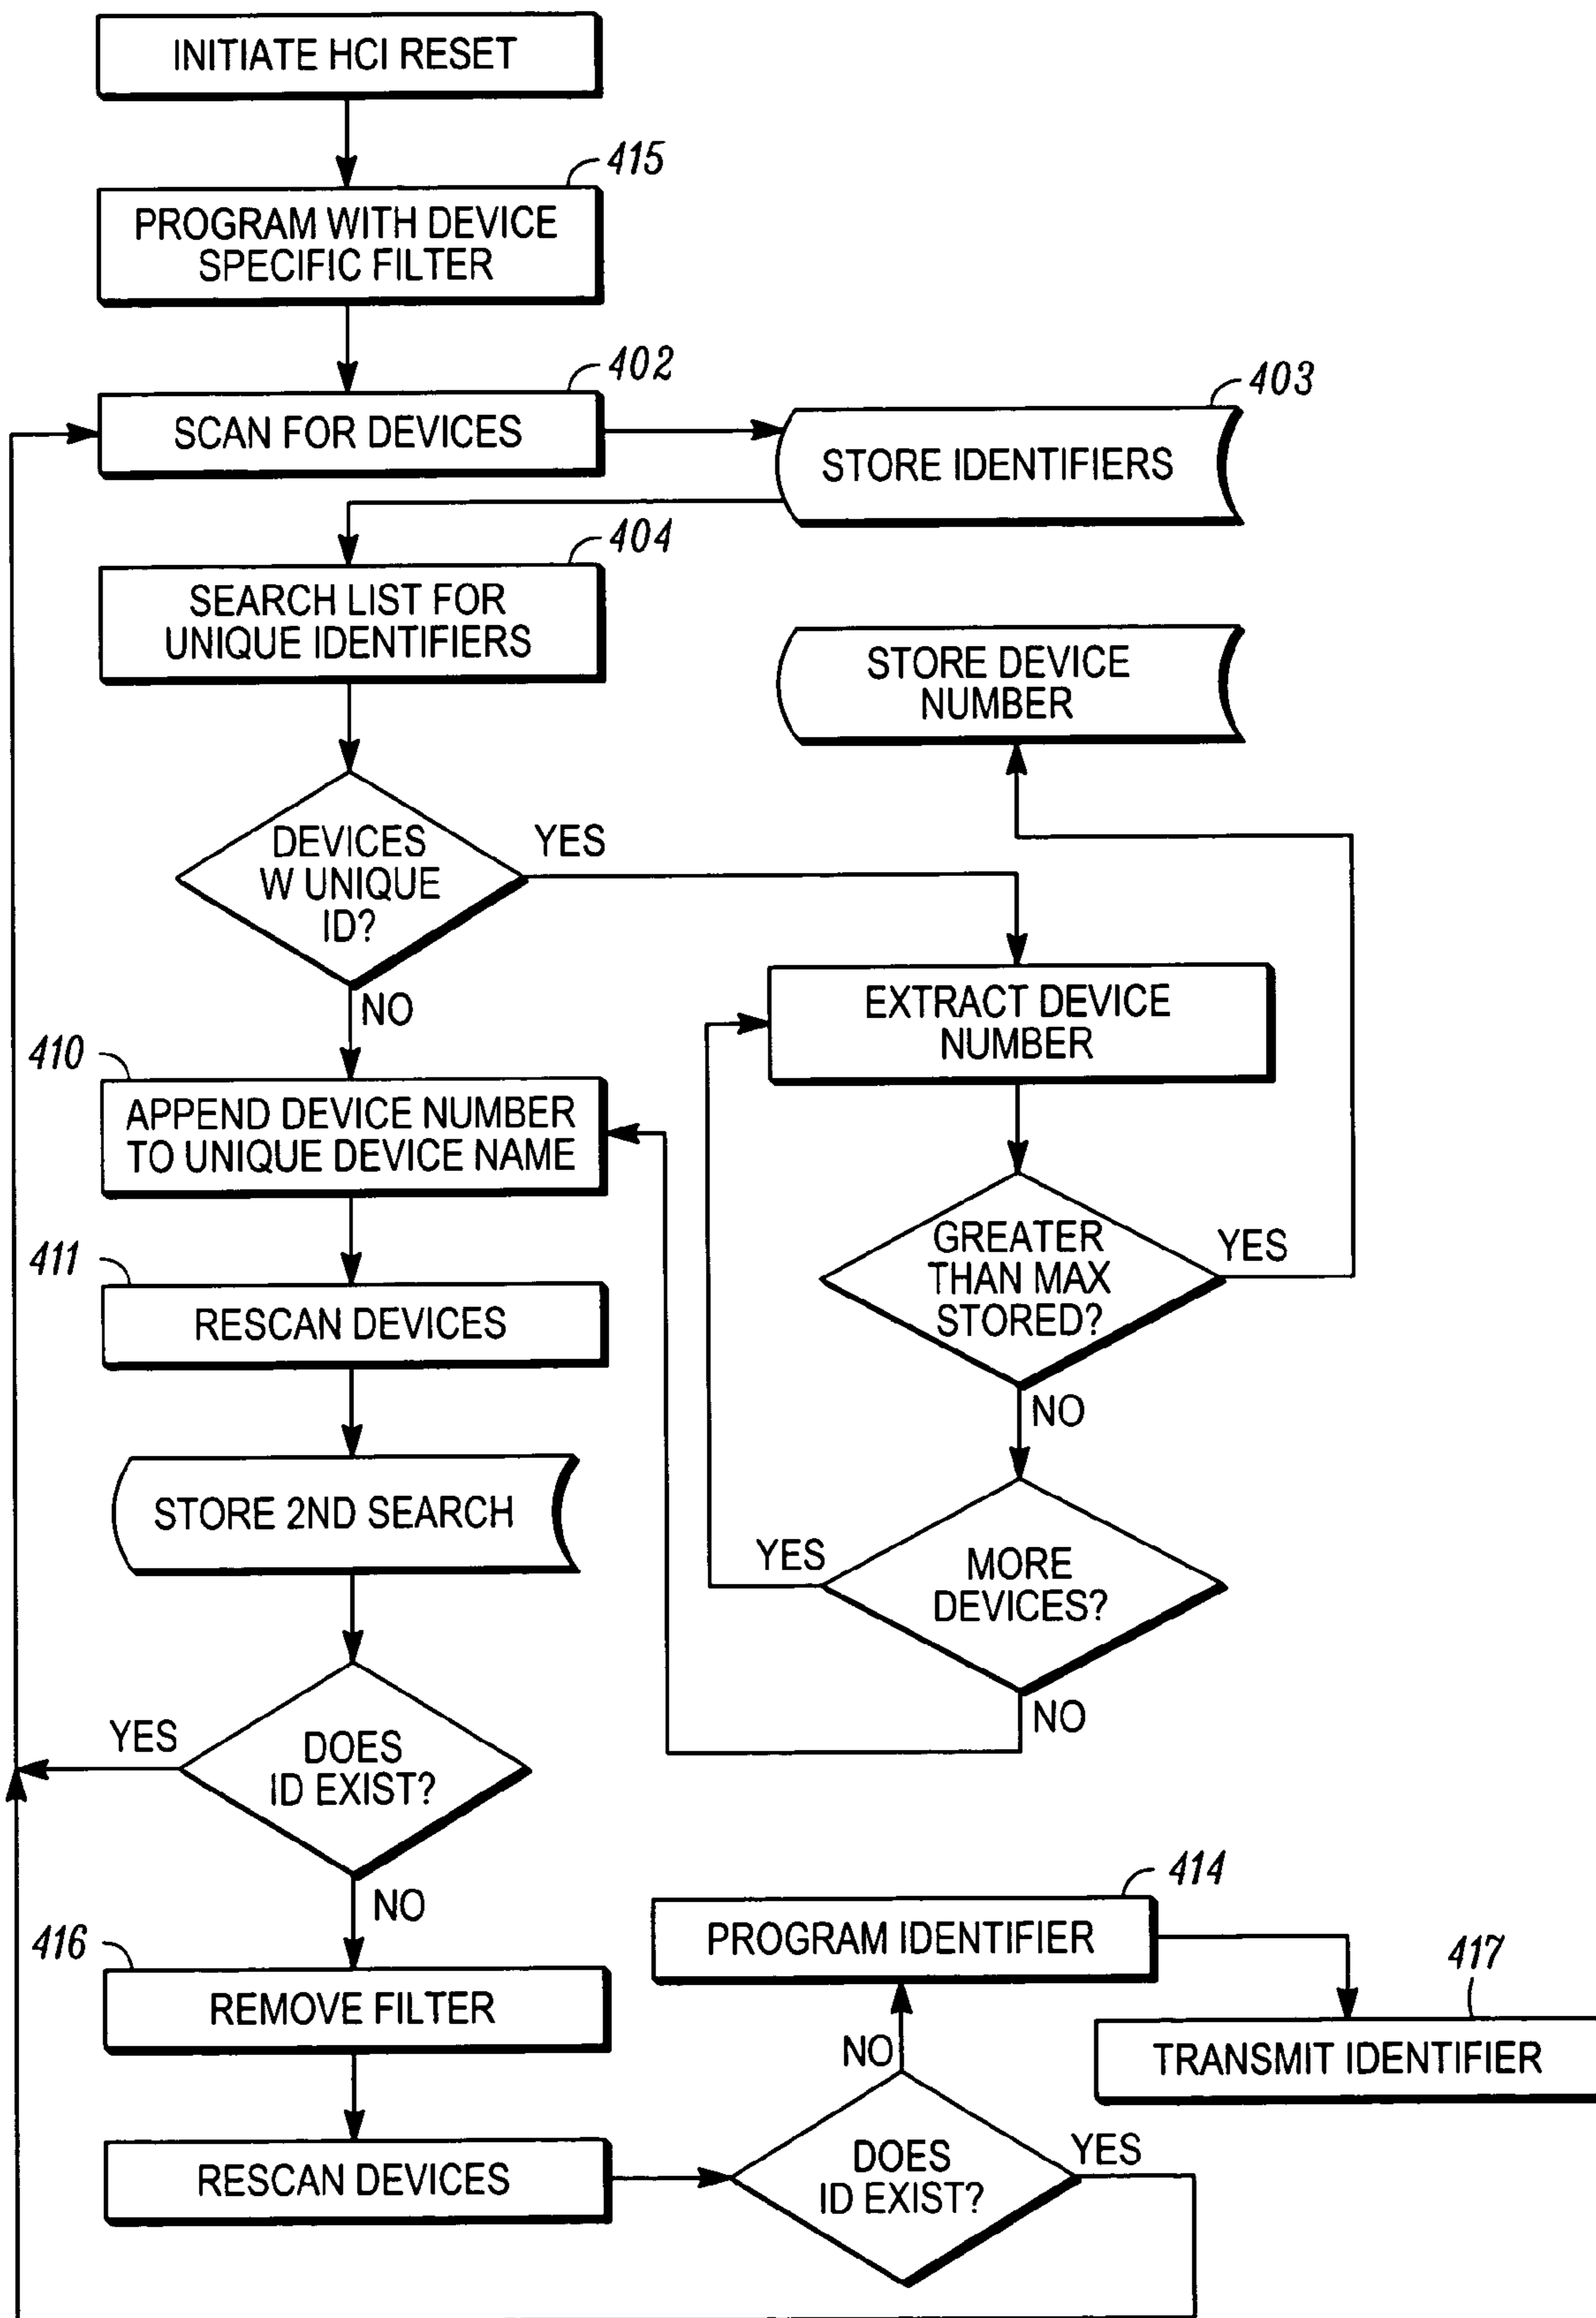 INITIATE HCI RESET
415
PROGRAM WITH DEVICE
SPECIFIC FILTER
402
SCAN FOR DEVICES
403
STORE IDENTIFIERS
404
SEARCH LIST FOR
UNIQUE IDENTIFIERS
STORE DEVICE
NUMBER
DEVICES
W UNIQUE
ID?
YES
NO
EXTRACT DEVICE
NUMBER
410
APPEND DEVICE NUMBER
TO UNIQUE DEVICE NAME
GREATER
THAN MAX
STORED?
YES
NO
411
RESCAN DEVICES
STORE 2ND SEARCH
MORE
DEVICES?
YES
NO
DOES
ID EXIST?
YES
NO
414
PROGRAM IDENTIFIER
416
REMOVE FILTER
417
TRANSMIT IDENTIFIER
NO
RESCAN DEVICES
DOES
ID EXIST?
YES